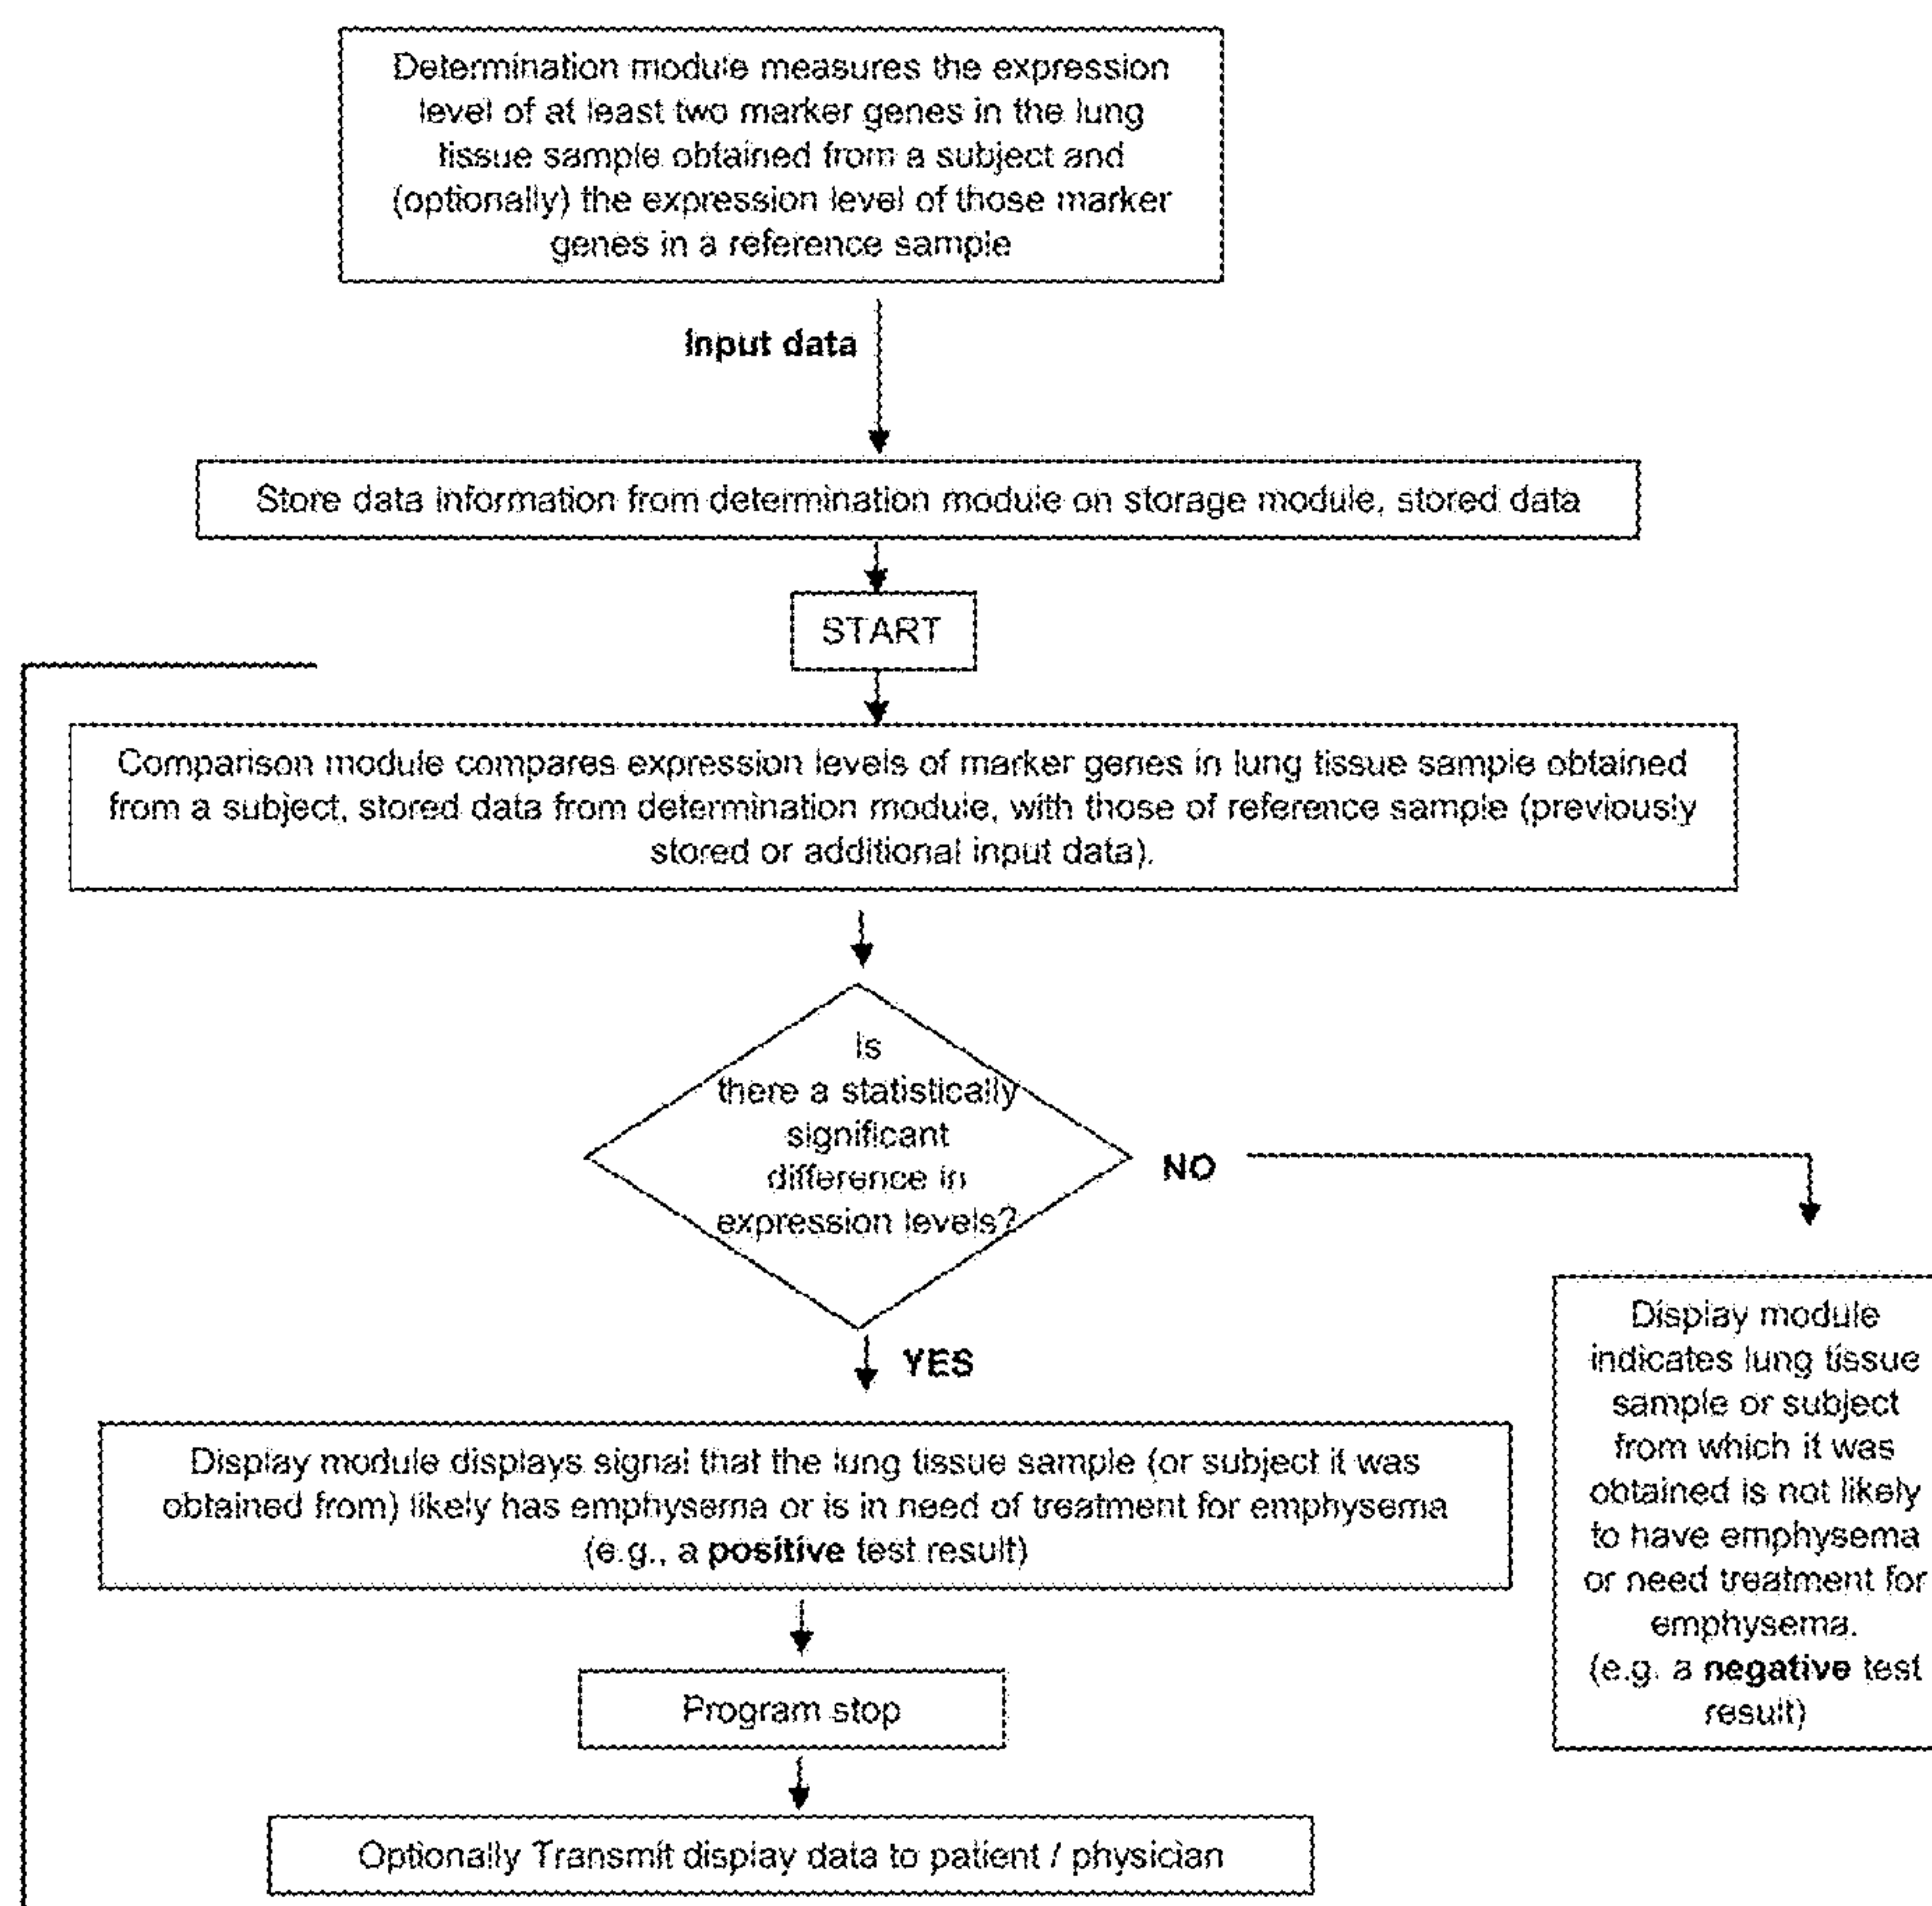 Determination module measures the expression
level of at least two marker genes in the lung
tissue sample obtained from a subject and
(optionally) the expression level of those marker
genes in a reference sample
Input data
Store data information from determination module on storage module, stored data
START
Comparison module compares expression levels of marker genes in lung tissue sample obtained
from a subject, stored data from determination module, with those of reference sample (previously
stored or additional input data).
Is
there a statistically
significant
difference in
expression levels?
NO
YES
Display module
indicates lung tissue
sample or subject
from which it was
obtained is not likely
to have emphysema
or need treatment for
emphysema.
(e.g. a negative test
result)
Display module displays signal that the lung tissue sample (or subject it was
obtained from) likely has emphysema or is in need of treatment for emphysema
(e.g., a positive test result)
Program stop
Optionally Transmit display data to patient / physician